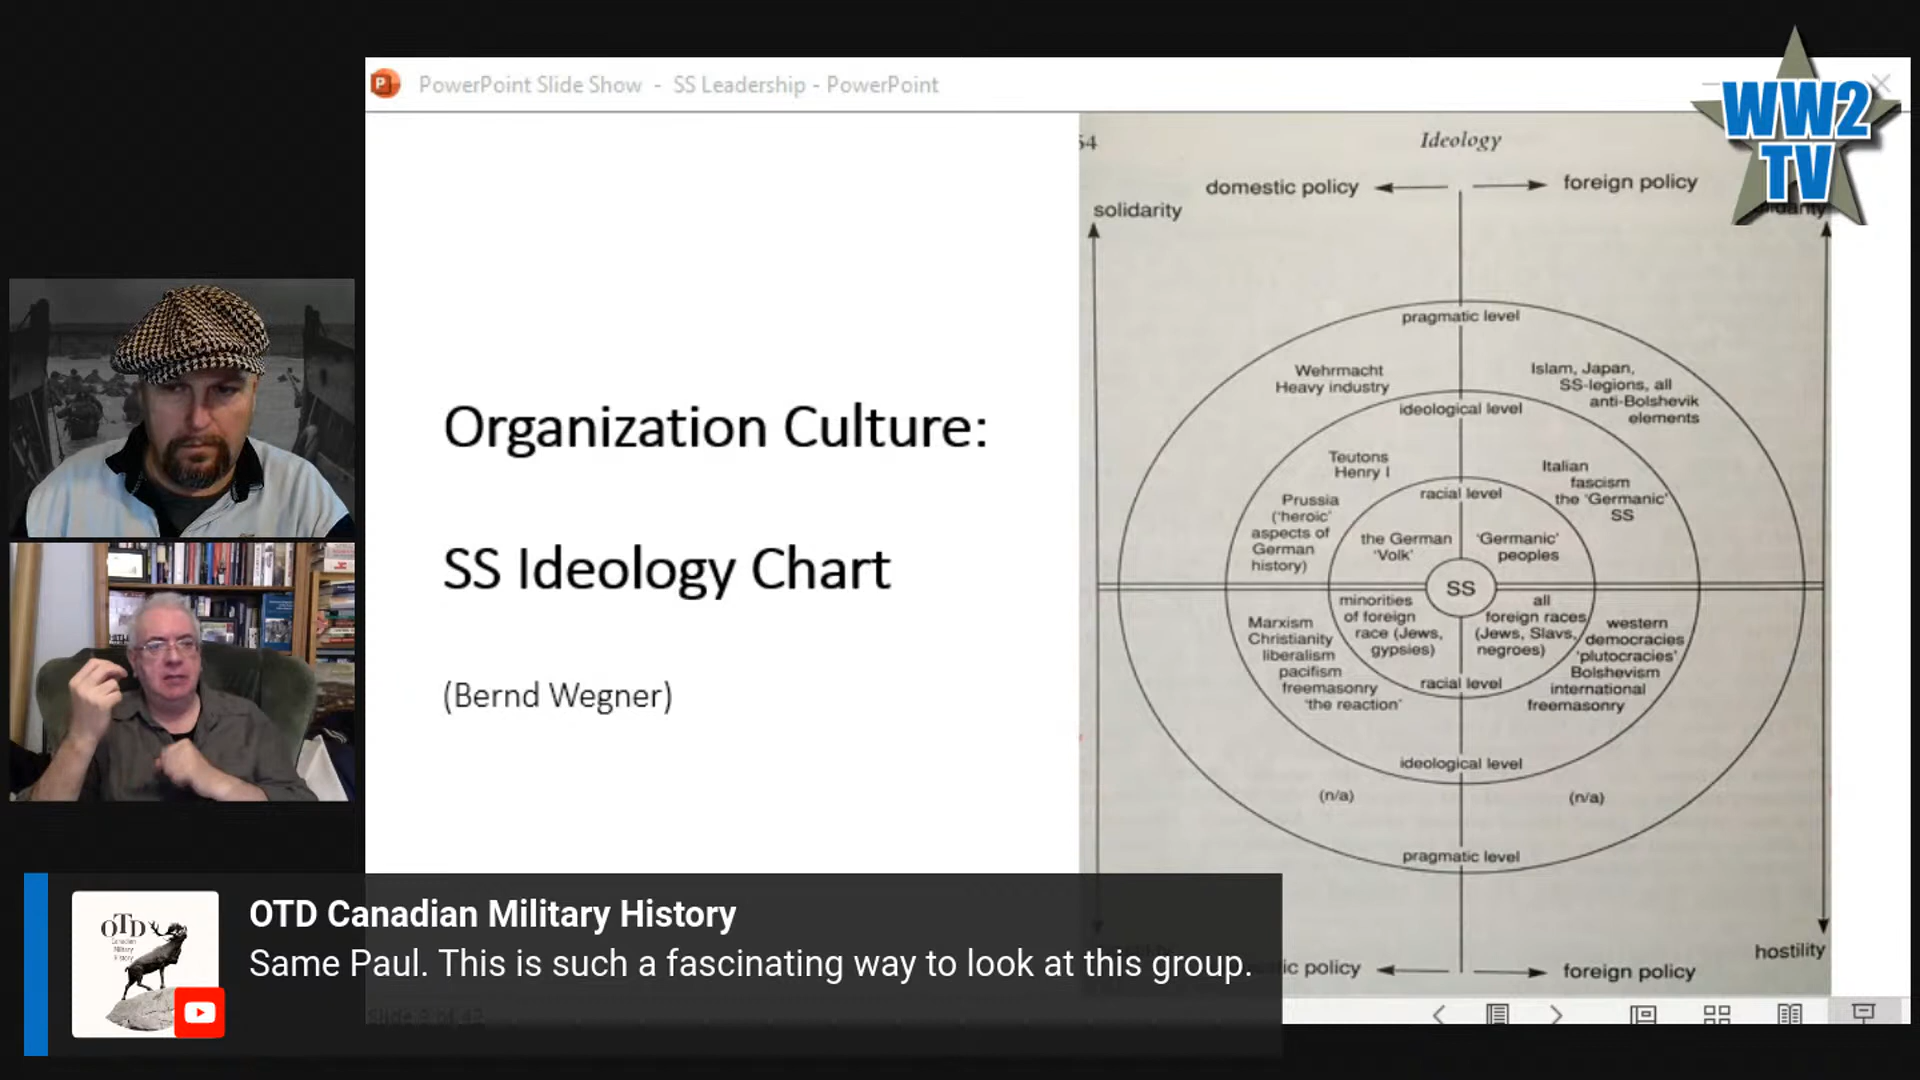 PowerPoint Slide Show - SS Leadership - PowerPoint
WW2
TV
Organization Culture:
SS Ideology Chart
(Bernd Wegner)
54
Ideology
domestic policy
foreign policy
solidarity
pragmatic level
Wehrmacht
Heavy industry
Islam, Japan,
SS-legions, all
anti-Bolshevik
elements
ideological level
Teutons
Henry I
Prussia
('heroic'
aspects of
German
history)
Italian
fascism
the 'Germanic'
SS
racial level
the German
'Volk'
'Germanic'
peoples
SS
minorities
of foreign
race (Jews,
gypsies)
all
foreign races
(Jews, Slavs,
negroes)
Marxism
Christianity
liberalism
pacifism
freemasonry
'the reaction'
western
democracies
'plutocracies'
Bolshevism
international
freemasonry
racial level
ideological level
(n/a)
(n/a)
pragmatic level
hostility
policy
foreign policy
OTD Canadian Military History
Same Paul. This is such a fascinating way to look at this group.
OTD
Canadian
Military
History